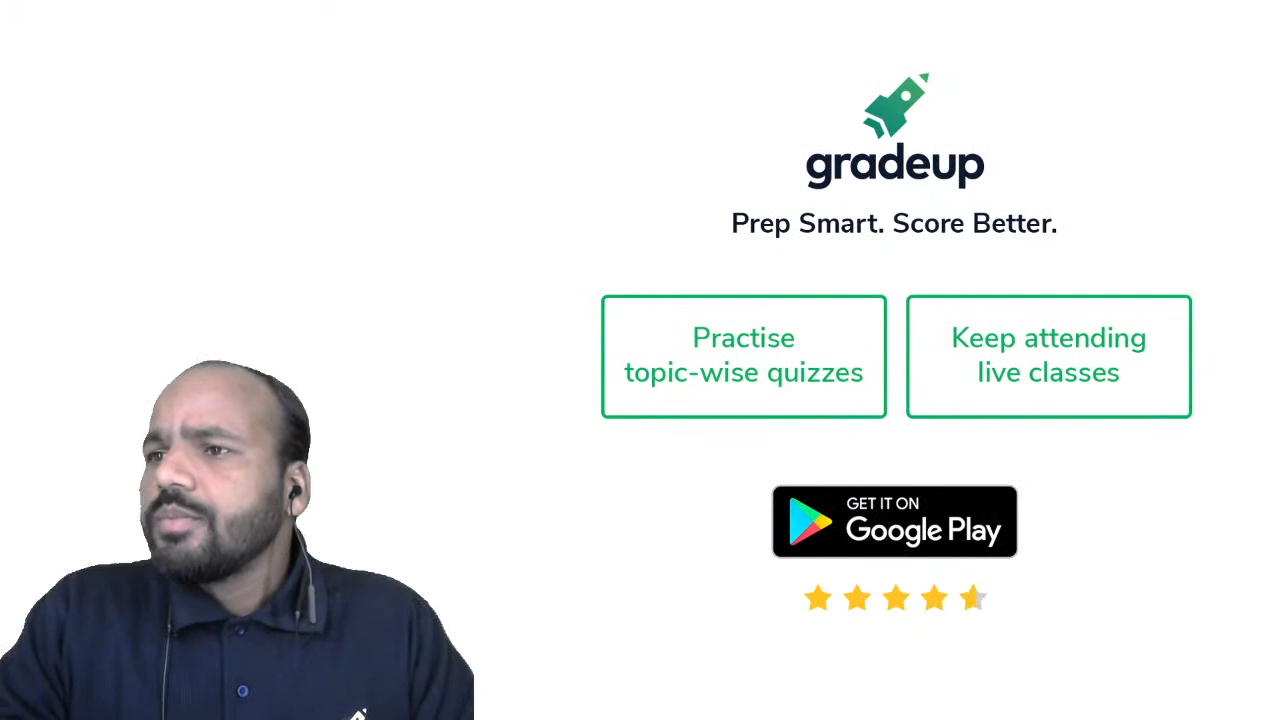 gradeup
Prep Smart. Score Better.
Practise
topic-wise quizzes
Keep attending
live classes
GET IT ON
Google Play